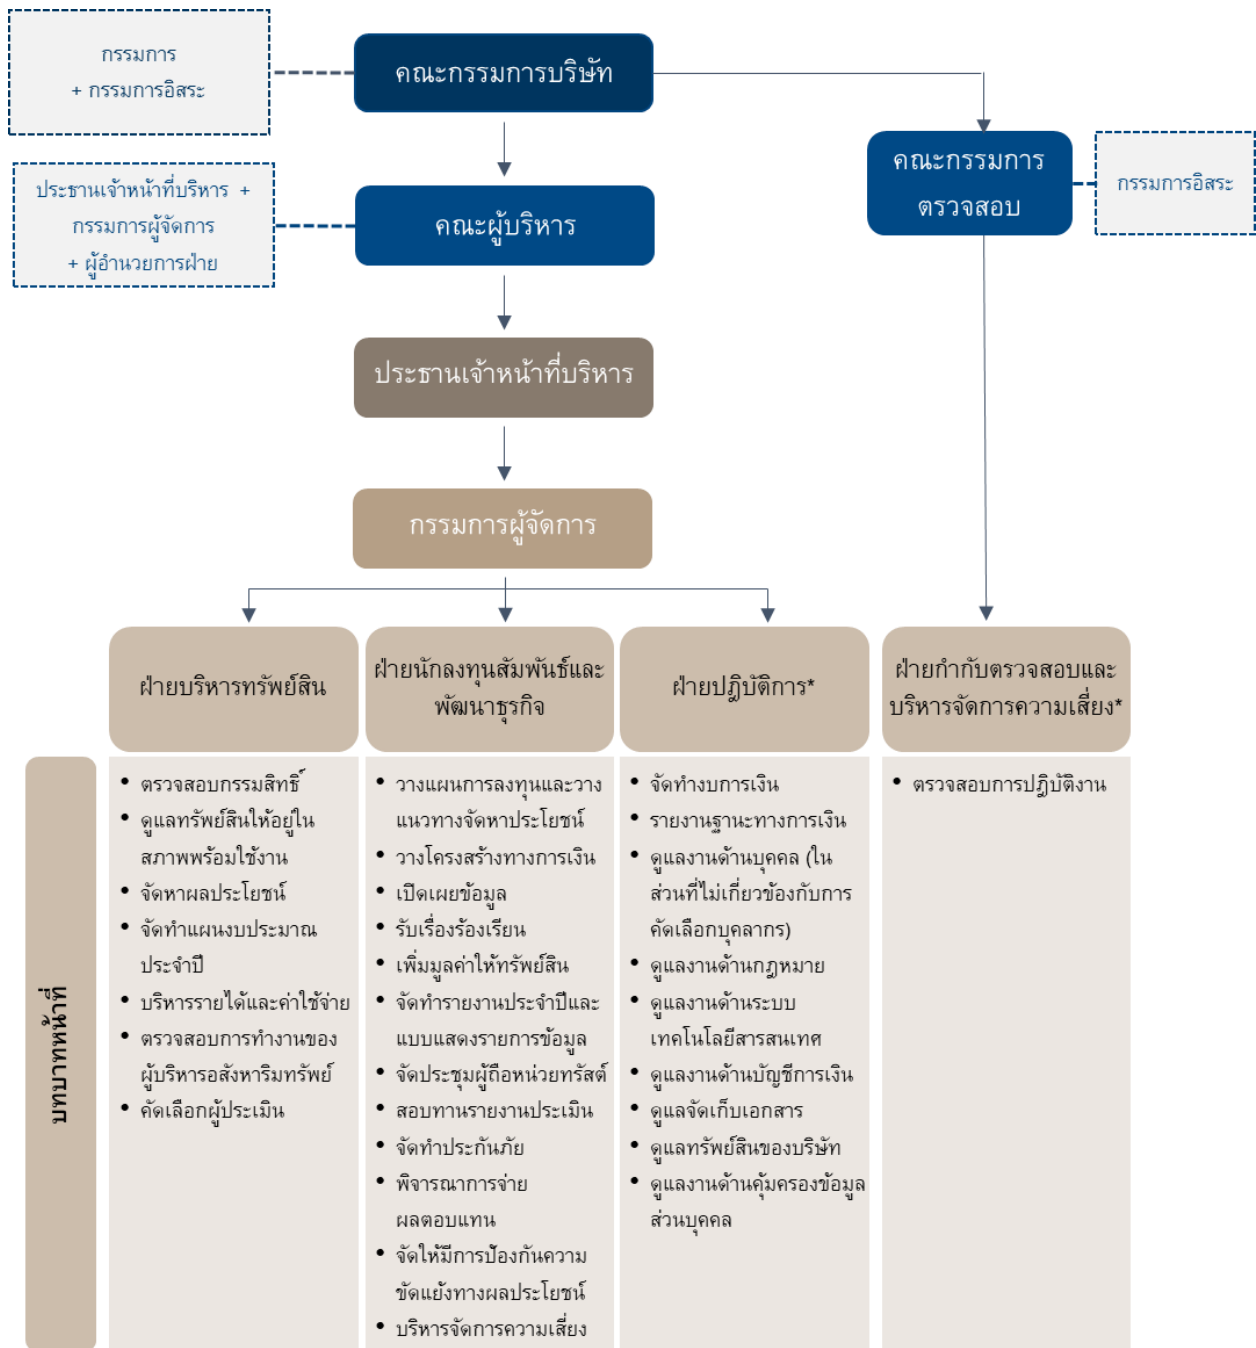 กรรมการ
+ กรรมการอิสระ
คณะกรรมการบริษัท
คณะกรรมการ
ตรวจสอบ
กรรมการอิสระ
ประธานเจ้าหน้าที่บริหาร +
กรรมการผู้จัดการ
+ ผู้อำนวยการฝ่าย
คณะผู้บริหาร
ประธานเจ้าหน้าที่บริหาร
กรรมการผู้จัดการ
ฝ่ายบริหารทรัพย์สิน
ฝ่ายนักลงทุนสัมพันธ์และ
พัฒนาธุรกิจ
ฝ่ายปฎิบัติการ*
ฝ่ายกำกับตรวจสอบและ
บริหารจัดการความเสี่ยง*
บทบาทหน้าที่
• ตรวจสอบกรรมสิทธิ์
• ดูแลทรัพย์สินให้อยู่ใน
สภาพพร้อมใช้งาน
• จัดหาผลประโยชน์
• จัดทำแผนงบประมาณ
ประจำปี
• บริหารรายได้และค่าใช้จ่าย
• ตรวจสอบการทำงานของ
ผู้บริหารอสังหาริมทรัพย์
• คัดเลือกผู้ประเมิน
• วางแผนการลงทุนและวาง
แนวทางจัดหาประโยชน์
• วางโครงสร้างทางการเงิน
• เปิดเผยข้อมูล
• รับเรื่องร้องเรียน
• เพิ่มมูลค่าให้ทรัพย์สิน
• จัดทำรายงานประจำปีและ
แบบแสดงรายการข้อมูล
• จัดประชุมผู้ถือหน่วยทรัสต์
• สอบทานรายงานประเมิน
• จัดทำประกันภัย
• พิจารณาการจ่าย
ผลตอบแทน
• จัดให้มีการป้องกันความ
ขัดแย้งทางผลประโยชน์
• บริหารจัดการความเสี่ยง
• จัดทำงบการเงิน
• รายงานฐานะทางการเงิน
• ดูแลงานด้านบุคคล (ใน
ส่วนที่ไม่เกี่ยวข้องกับการ
คัดเลือกบุคลากร)
• ดูแลงานด้านกฎหมาย
• ดูแลงานด้านระบบ
เทคโนโลยีสารสนเทศ
• ดูแลงานด้านบัญชีการเงิน
• ดูแลจัดเก็บเอกสาร
• ดูแลทรัพย์สินของบริษัท
• ดูแลงานด้านคุ้มครองข้อมูล
ส่วนบุคคล
• ตรวจสอบการปฎิบัติงาน